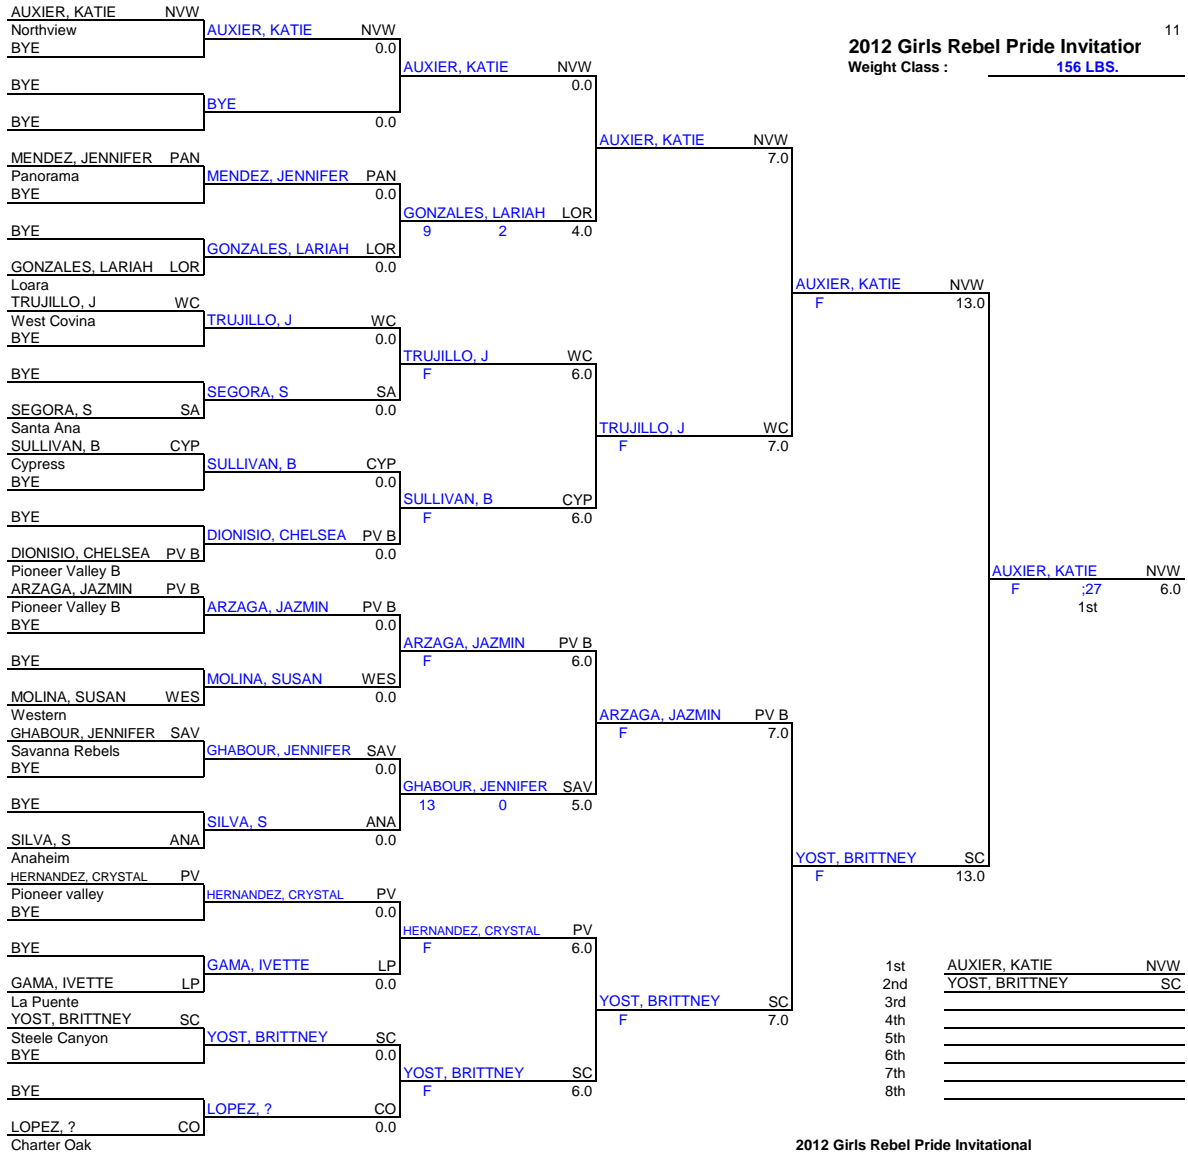 AUXIER, KATIE NVW
Northview
BYE
BYE
BYE
MENDEZ, JENNIFER PAN
Panorama
BYE
BYE
GONZALES, LARIAH LOR
Loara
TRUJILLO, J WC
West Covina
BYE
BYE
SEGORA, S SA
Santa Ana
SULLIVAN, B CYP
Cypress
BYE
BYE
DIONISIO, CHELSEA PV B
Pioneer Valley B
ARZAGA, JAZMIN PV B
Pioneer Valley B
BYE
BYE
MOLINA, SUSAN WES
Western
GHABOUR, JENNIFER SAV
Savanna Rebels
BYE
BYE
SILVA, S ANA
Anaheim
HERNANDEZ, CRYSTAL PV
Pioneer valley
BYE
BYE
GAMA, IVETTE LP
La Puente
YOST, BRITTNEY SC
Steele Canyon
BYE
BYE
LOPEZ, ? CO
Charter Oak
AUXIER, KATIE NVW
0.0
BYE
0.0
MENDEZ, JENNIFER PAN
0.0
GONZALES, LARIAH LOR
0.0
TRUJILLO, J WC
0.0
SEGORA, S SA
0.0
SULLIVAN, B CYP
0.0
DIONISIO, CHELSEA PV B
0.0
ARZAGA, JAZMIN PV B
0.0
MOLINA, SUSAN WES
0.0
GHABOUR, JENNIFER SAV
0.0
SILVA, S ANA
0.0
HERNANDEZ, CRYSTAL PV
0.0
GAMA, IVETTE LP
0.0
YOST, BRITTNEY SC
0.0
LOPEZ, ? CO
0.0
AUXIER, KATIE NVW
0.0
GONZALES, LARIAH LOR
9 2 4.0
TRUJILLO, J WC
F 6.0
SULLIVAN, B CYP
F 6.0
ARZAGA, JAZMIN PV B
F 6.0
GHABOUR, JENNIFER SAV
13 0 5.0
HERNANDEZ, CRYSTAL PV
F 6.0
YOST, BRITTNEY SC
F 6.0
AUXIER, KATIE NVW
7.0
TRUJILLO, J WC
F 7.0
ARZAGA, JAZMIN PV B
F 7.0
YOST, BRITTNEY SC
F 7.0
AUXIER, KATIE NVW
F 13.0
YOST, BRITTNEY SC
F 13.0
AUXIER, KATIE NVW
F ;27 6.0
1st
11
2012 Girls Rebel Pride Invitatior
Weight Class : 156 LBS.
1st AUXIER, KATIE NVW
2nd YOST, BRITTNEY SC
3rd
4th
5th
6th
7th
8th
2012 Girls Rebel Pride Invitational